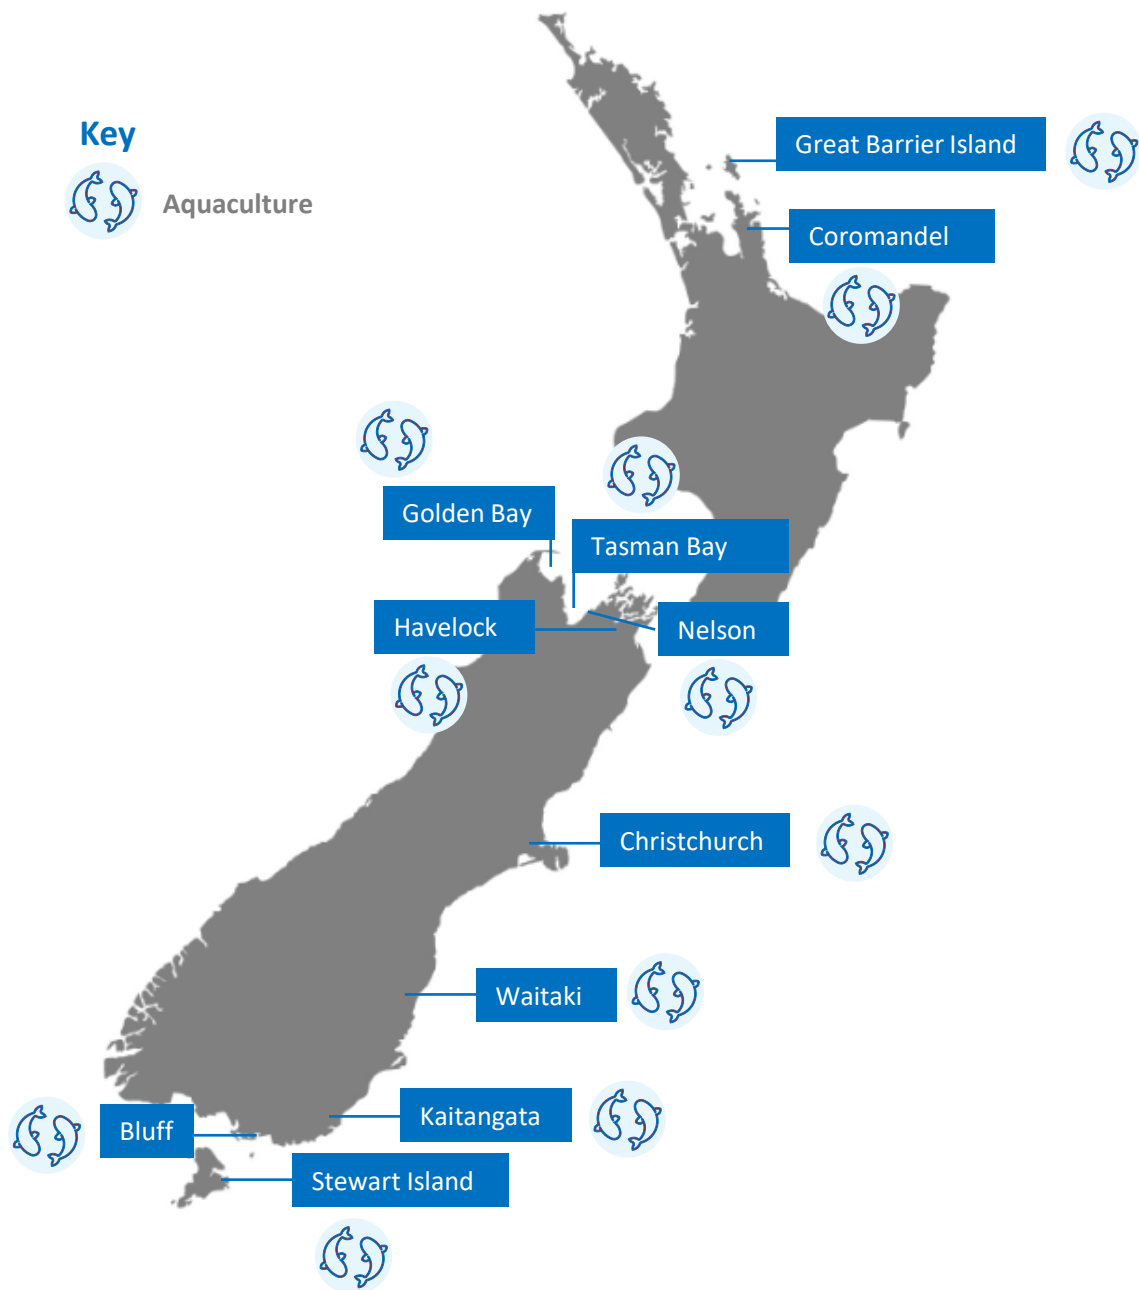 Key
Aquaculture
Great Barrier Island
Coromandel
Golden Bay
Tasman Bay
Havelock
Nelson
Christchurch
Waitaki
Kaitangata
Bluff
Stewart Island